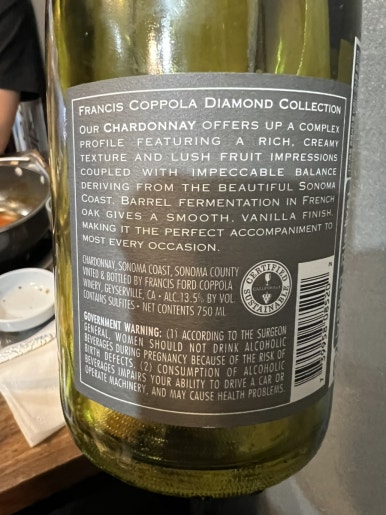 FRANCIS COPPOLA DIAMOND COLLECTION
OUR CHARDONNAY OFFERS UP A COMPLEX
PROFILE FEATURING A RICH, CREAMY
TEXTURE AND LUSH FRUIT IMPRESSIONS
COUPLED WITH IMPECCABLE BALANCE
DERIVING FROM THE BEAUTIFUL SONOMA
COAST. BARREL FERMENTATION IN FRENCH
OAK GIVES A SMOOTH, VANILLA FINISH,
MAKING IT THE PERFECT ACCOMPANIMENT TO
MOST EVERY OCCASION.
CHARDONNAY, SONOMA COAST, SONOMA COUNTY
VINTED & BOTTLED BY FRANCIS FORD COPPOLA
WINERY, GEYSERVILLE, CA • ALC.13.5% BY VOL.
CONTAINS SULFITES • NET CONTENTS 750 ML
CERTIFIED
CALIFORNIA
SUSTAINABLE
GOVERNMENT WARNING: (1) ACCORDING TO THE SURGEON
GENERAL, WOMEN SHOULD NOT DRINK ALCOHOLIC
BEVERAGES DURING PREGNANCY BECAUSE OF THE RISK OF
BIRTH DEFECTS. (2) CONSUMPTION OF ALCOHOLIC
BEVERAGES IMPAIRS YOUR ABILITY TO DRIVE A CAR OR
OPERATE MACHINERY, AND MAY CAUSE HEALTH PROBLEMS.